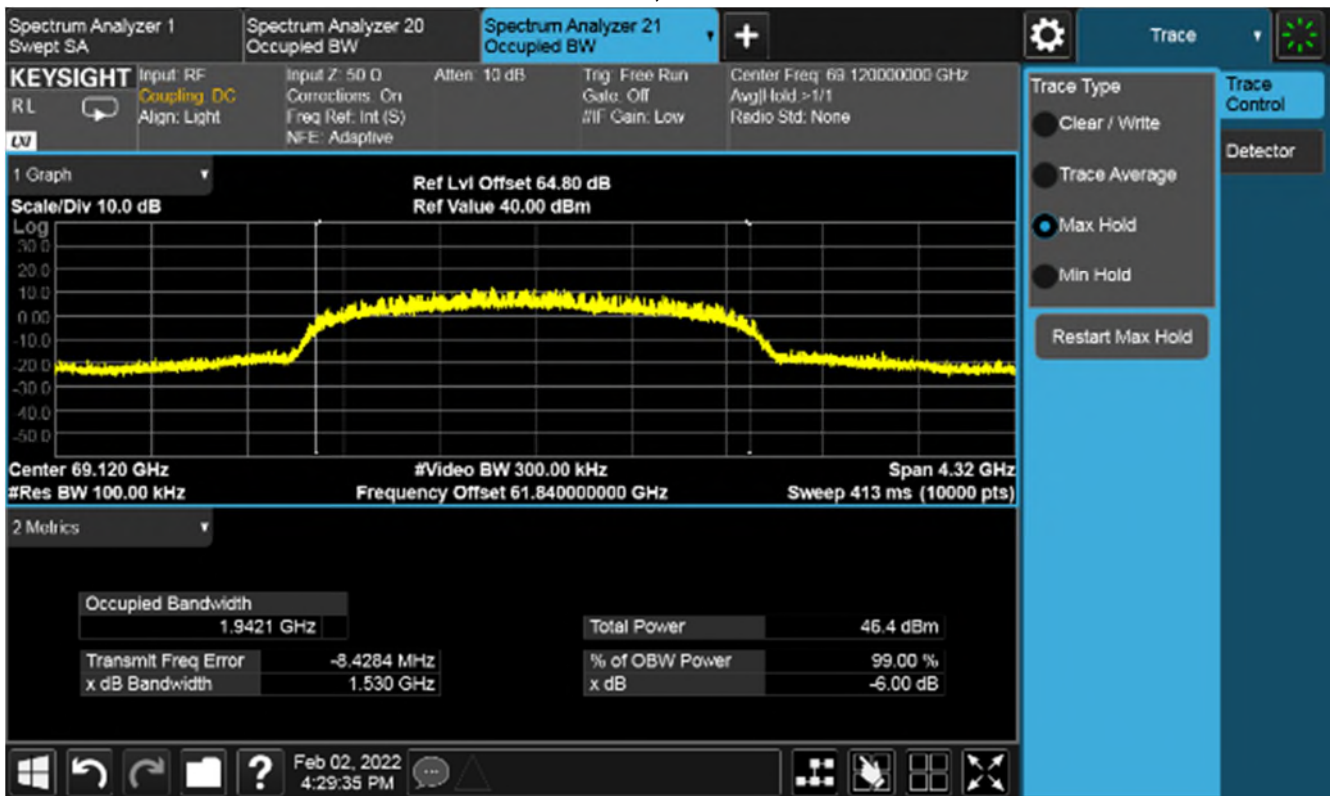 Spectrum Analyzer 1
Swept SA
Spectrum Analyzer 20
Occupied BW
Spectrum Analyzer 21
Occupied BW
Trace
KEYSIGHT
RL
LXI
Input: RF
Coupling: DC
Align: Light
Input Z: 50 Ω
Corrections: On
Freq Ref: Int (S)
NFE: Adaptive
Atten: 10 dB
Trig: Free Run
Gate: Off
#IF Gain: Low
Center Freq: 69.120000000 GHz
Avg|Hold:>1/1
Radio Std: None
Trace Type
Clear / Write
Trace Average
Max Hold
Min Hold
Restart Max Hold
Trace
Control
Detector
1 Graph
Scale/Div 10.0 dB
Ref Lvl Offset 64.80 dB
Ref Value 40.00 dBm
Log
30.0
20.0
10.0
0.00
-10.0
-20.0
-30.0
-40.0
-50.0
Center 69.120 GHz
#Video BW 300.00 kHz
Span 4.32 GHz
#Res BW 100.00 kHz
Frequency Offset 61.840000000 GHz
Sweep 413 ms (10000 pts)
2 Metrics
Occupied Bandwidth
1.9421 GHz
Total Power 46.4 dBm
Transmit Freq Error -8.4284 MHz
% of OBW Power 99.00 %
x dB Bandwidth 1.530 GHz
x dB -6.00 dB
?
Feb 02, 2022
4:29:35 PM